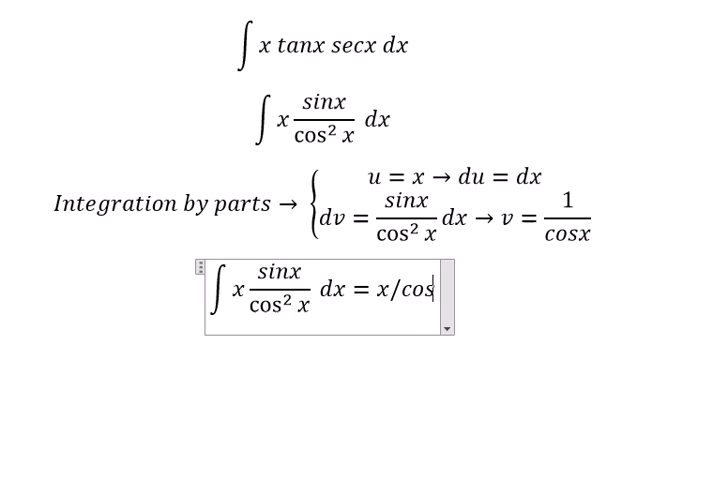 ∫ x tanx secx dx
∫ x sinx/cos² x dx
Integration by parts → { u = x → du = dx
dv = sinx/cos² x dx → v = 1/cosx
∫ x sinx/cos² x dx = x/cos